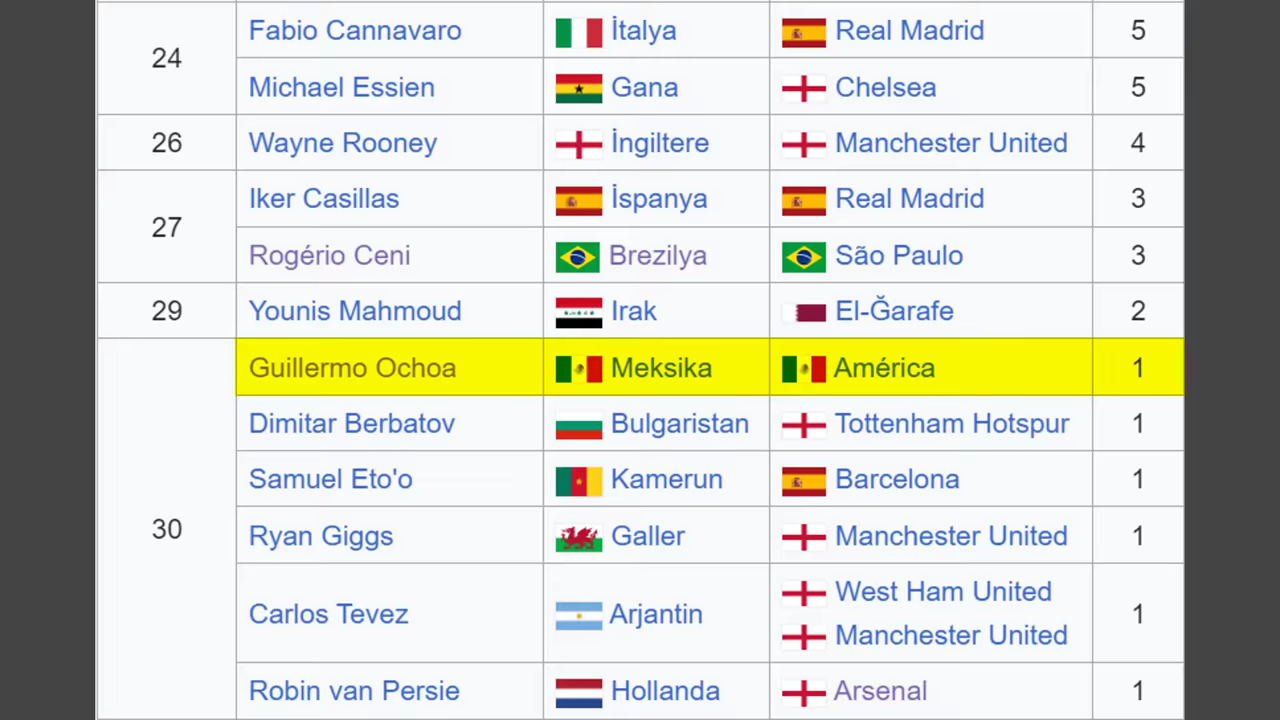 24
Fabio Cannavaro İtalya Real Madrid 5
Michael Essien Gana Chelsea 5
26 Wayne Rooney İngiltere Manchester United 4
27
Iker Casillas İspanya Real Madrid 3
Rogério Ceni Brezilya São Paulo 3
29 Younis Mahmoud Irak El-Ğarafe 2
30
Guillermo Ochoa Meksika América 1
Dimitar Berbatov Bulgaristan Tottenham Hotspur 1
Samuel Eto'o Kamerun Barcelona 1
Ryan Giggs Galler Manchester United 1
Carlos Tevez Arjantin West Ham United
Manchester United 1
Robin van Persie Hollanda Arsenal 1